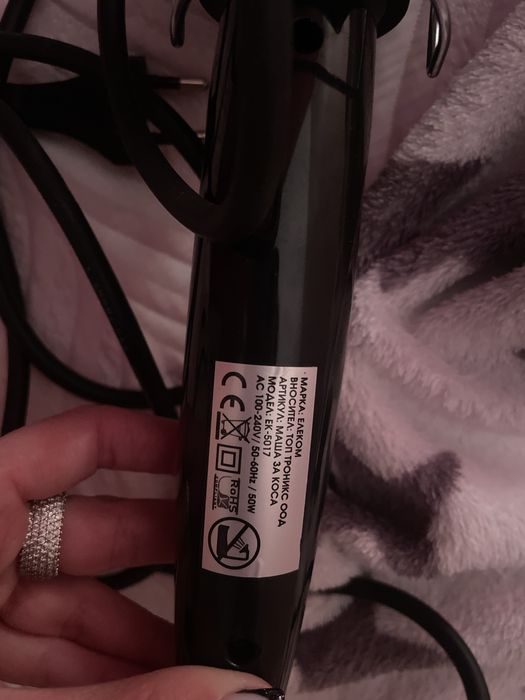 МАРКА: ЕЛЕКОМ
ВНОСИТЕЛ: ТОП ТРОНИКС ООД
АРТИКУЛ: МАША ЗА КОСА
МОДЕЛ: ЕК-5017
AC 100-240V/ 50-60Hz / 50W
CE RoHS